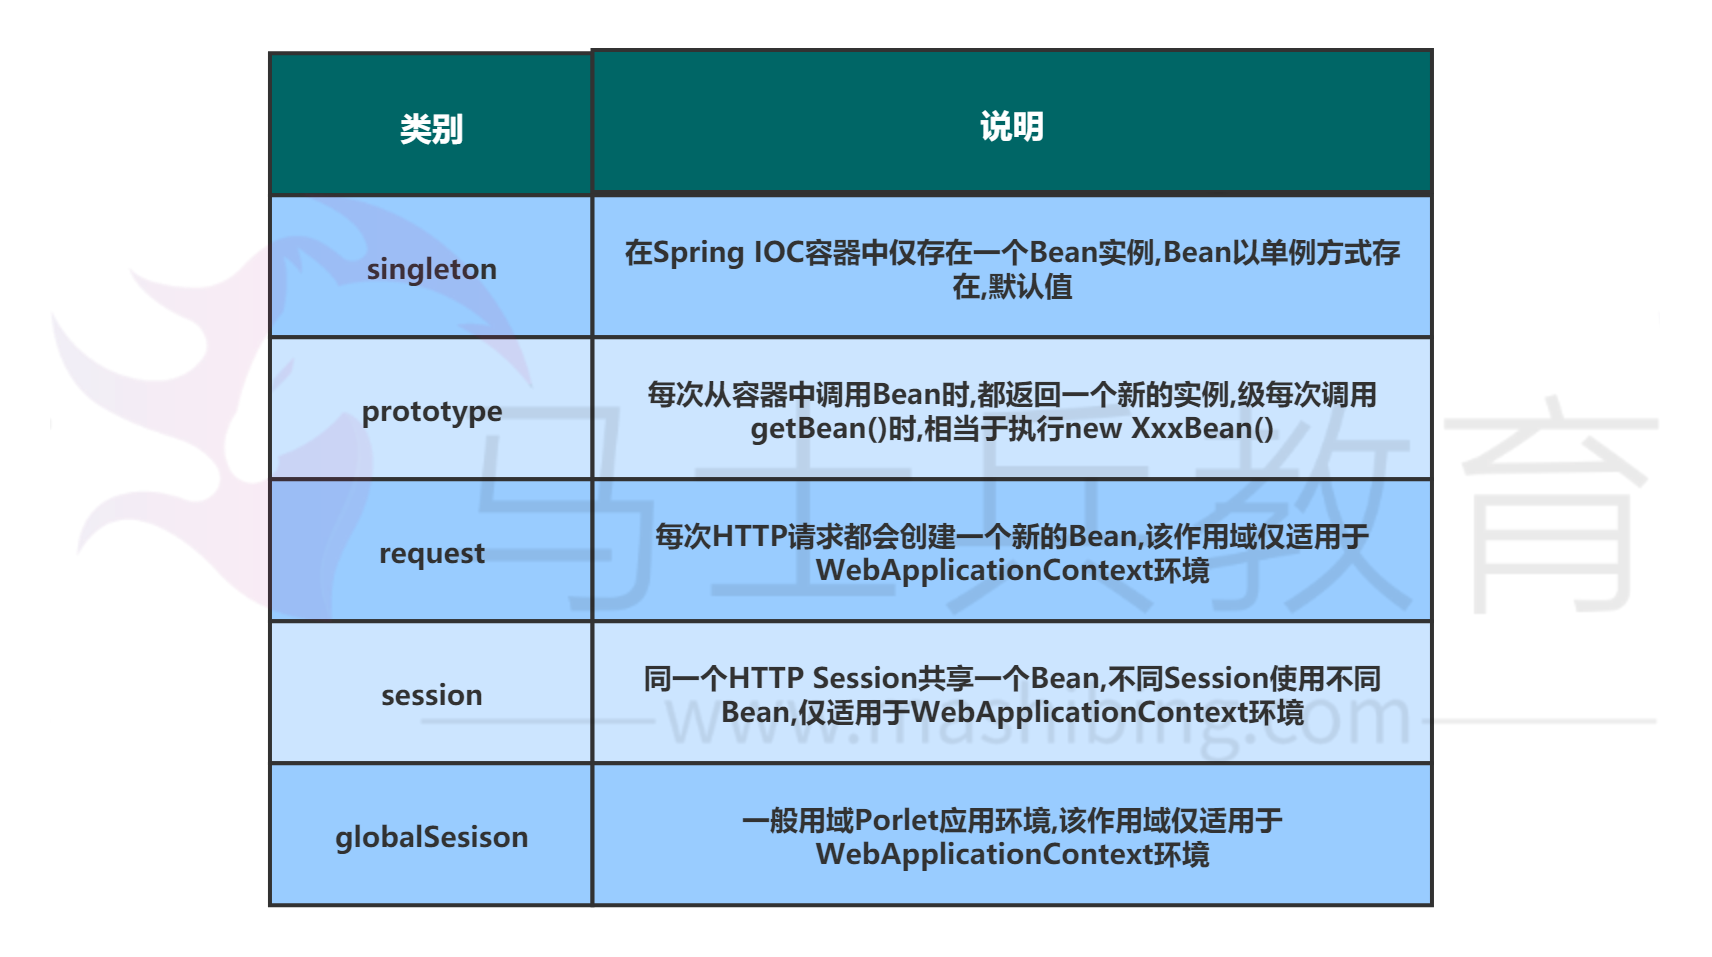 类别
说明
singleton
在Spring IOC容器中仅存在一个Bean实例,Bean以单例方式存
在,默认值
prototype
每次从容器中调用Bean时,都返回一个新的实例,级每次调用
getBean()时,相当于执行new XxxBean()
request
每次HTTP请求都会创建一个新的Bean,该作用域仅适用于
WebApplicationContext环境
session
同一个HTTP Session共享一个Bean,不同Session使用不同
Bean,仅适用于WebApplicationContext环境
globalSesison
一般用域Porlet应用环境,该作用域仅适用于
WebApplicationContext环境
马士兵教育
www.mashibing.com